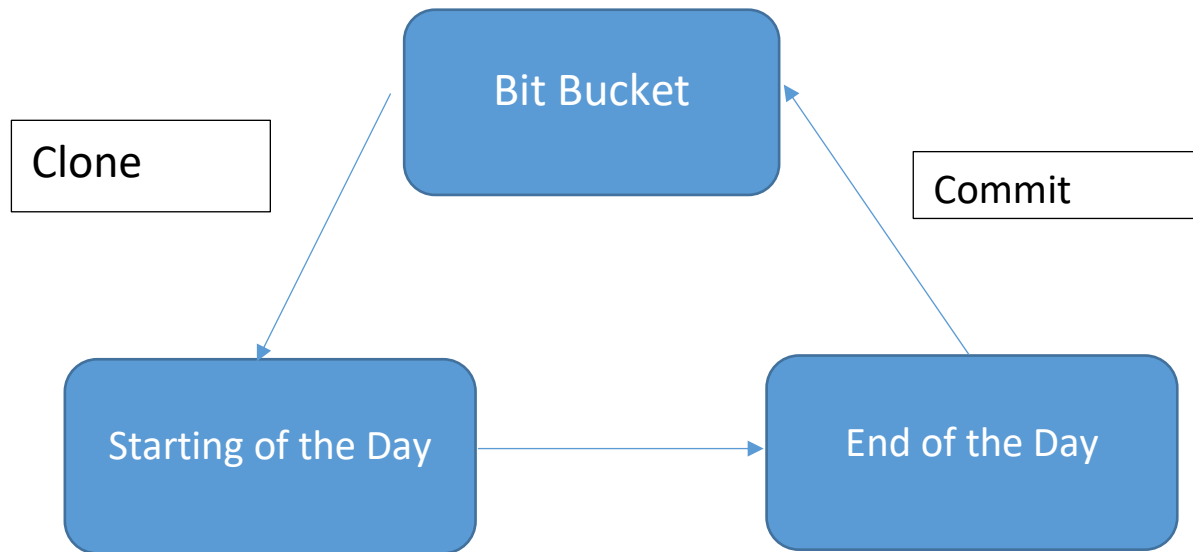 Bit Bucket
Clone
Commit
Starting of the Day
End of the Day